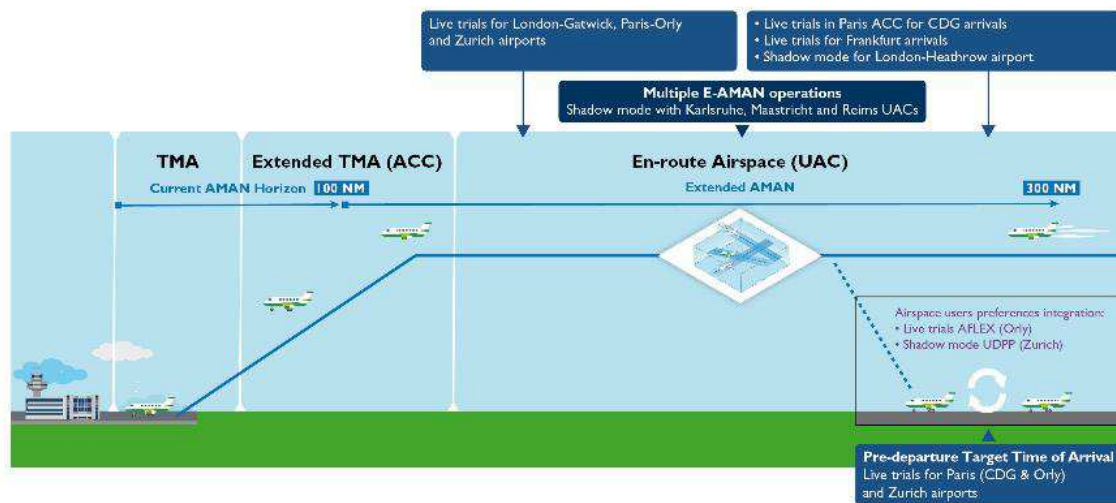 Live trials for London-Gatwick, Paris-Orly
and Zurich airports
• Live trials in Paris ACC for CDG arrivals
• Live trials for Frankfurt arrivals
• Shadow mode for London-Heathrow airport
Multiple E-AMAN operations
Shadow mode with Karlsruhe, Maastricht and Reims UACs
TMA
Extended TMA (ACC)
En-route Airspace (UAC)
Current AMAN Horizon
100 NM
Extended AMAN
300 NM
Airspace users preferences integration:
• Live trials AFLEX (Orly)
• Shadow mode UDPP (Zurich)
Pre-departure Target Time of Arrival
Live trials for Paris (CDG & Orly)
and Zurich airports